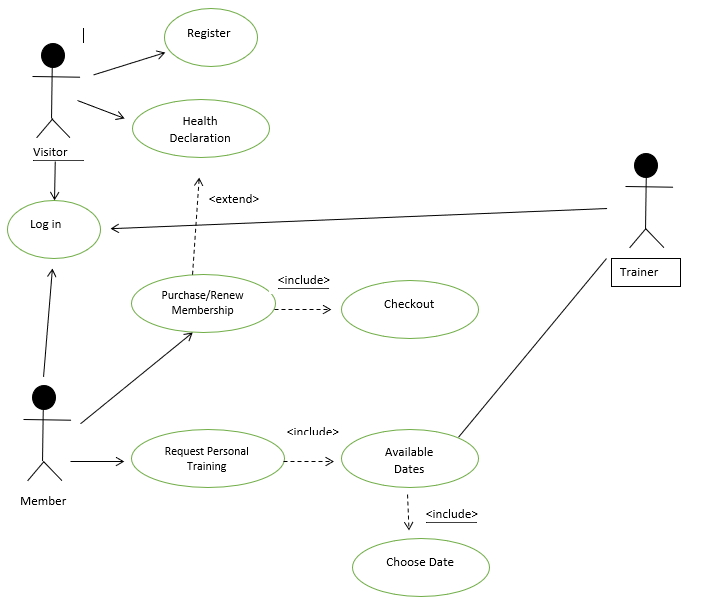 Register
Health
Declaration
Visitor
<extend>
Log in
Trainer
<include>
Purchase/Renew
Membership
Checkout
<include>
Request Personal
Training
Available
Dates
Member
<include>
Choose Date